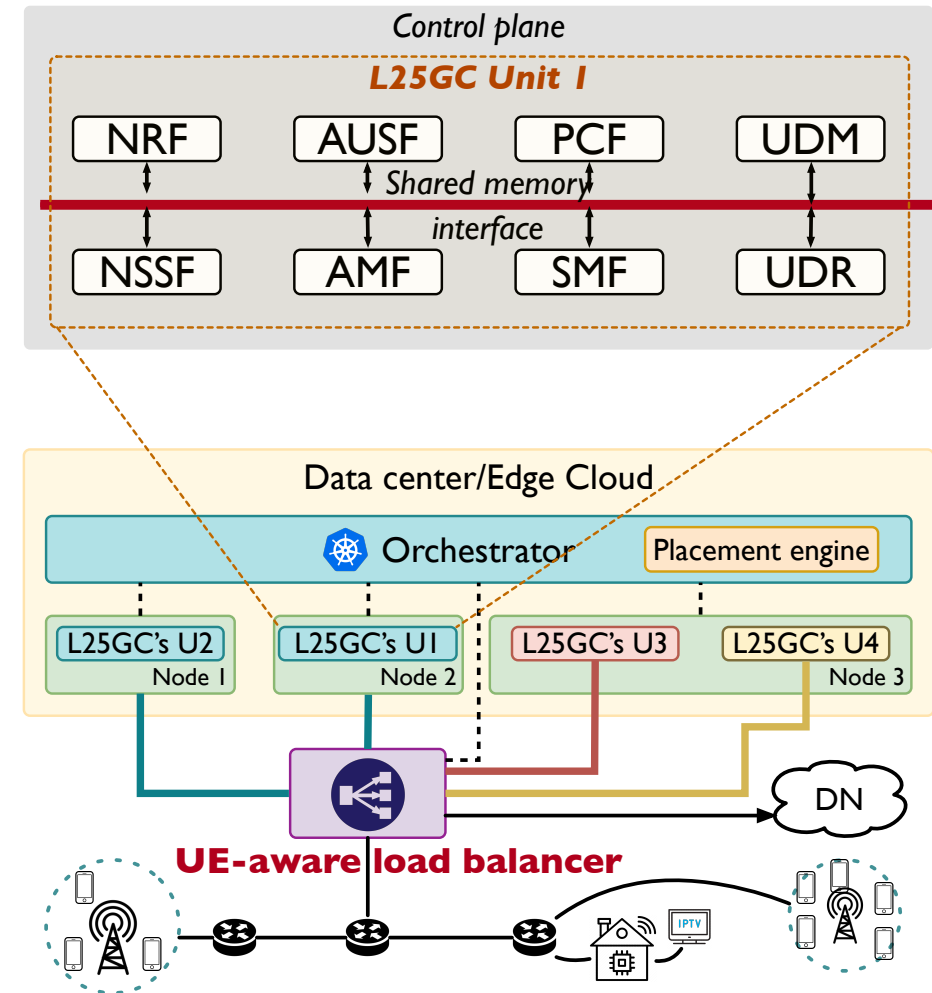 Control plane
L25GC Unit 1
NRF
AUSF
PCF
UDM
Shared memory
interface
NSSF
AMF
SMF
UDR
Data center/Edge Cloud
Orchestrator
Placement engine
L25GC's U2
L25GC's U1
L25GC's U3
L25GC's U4
Node 1
Node 2
Node 3
DN
UE-aware load balancer
IPTV